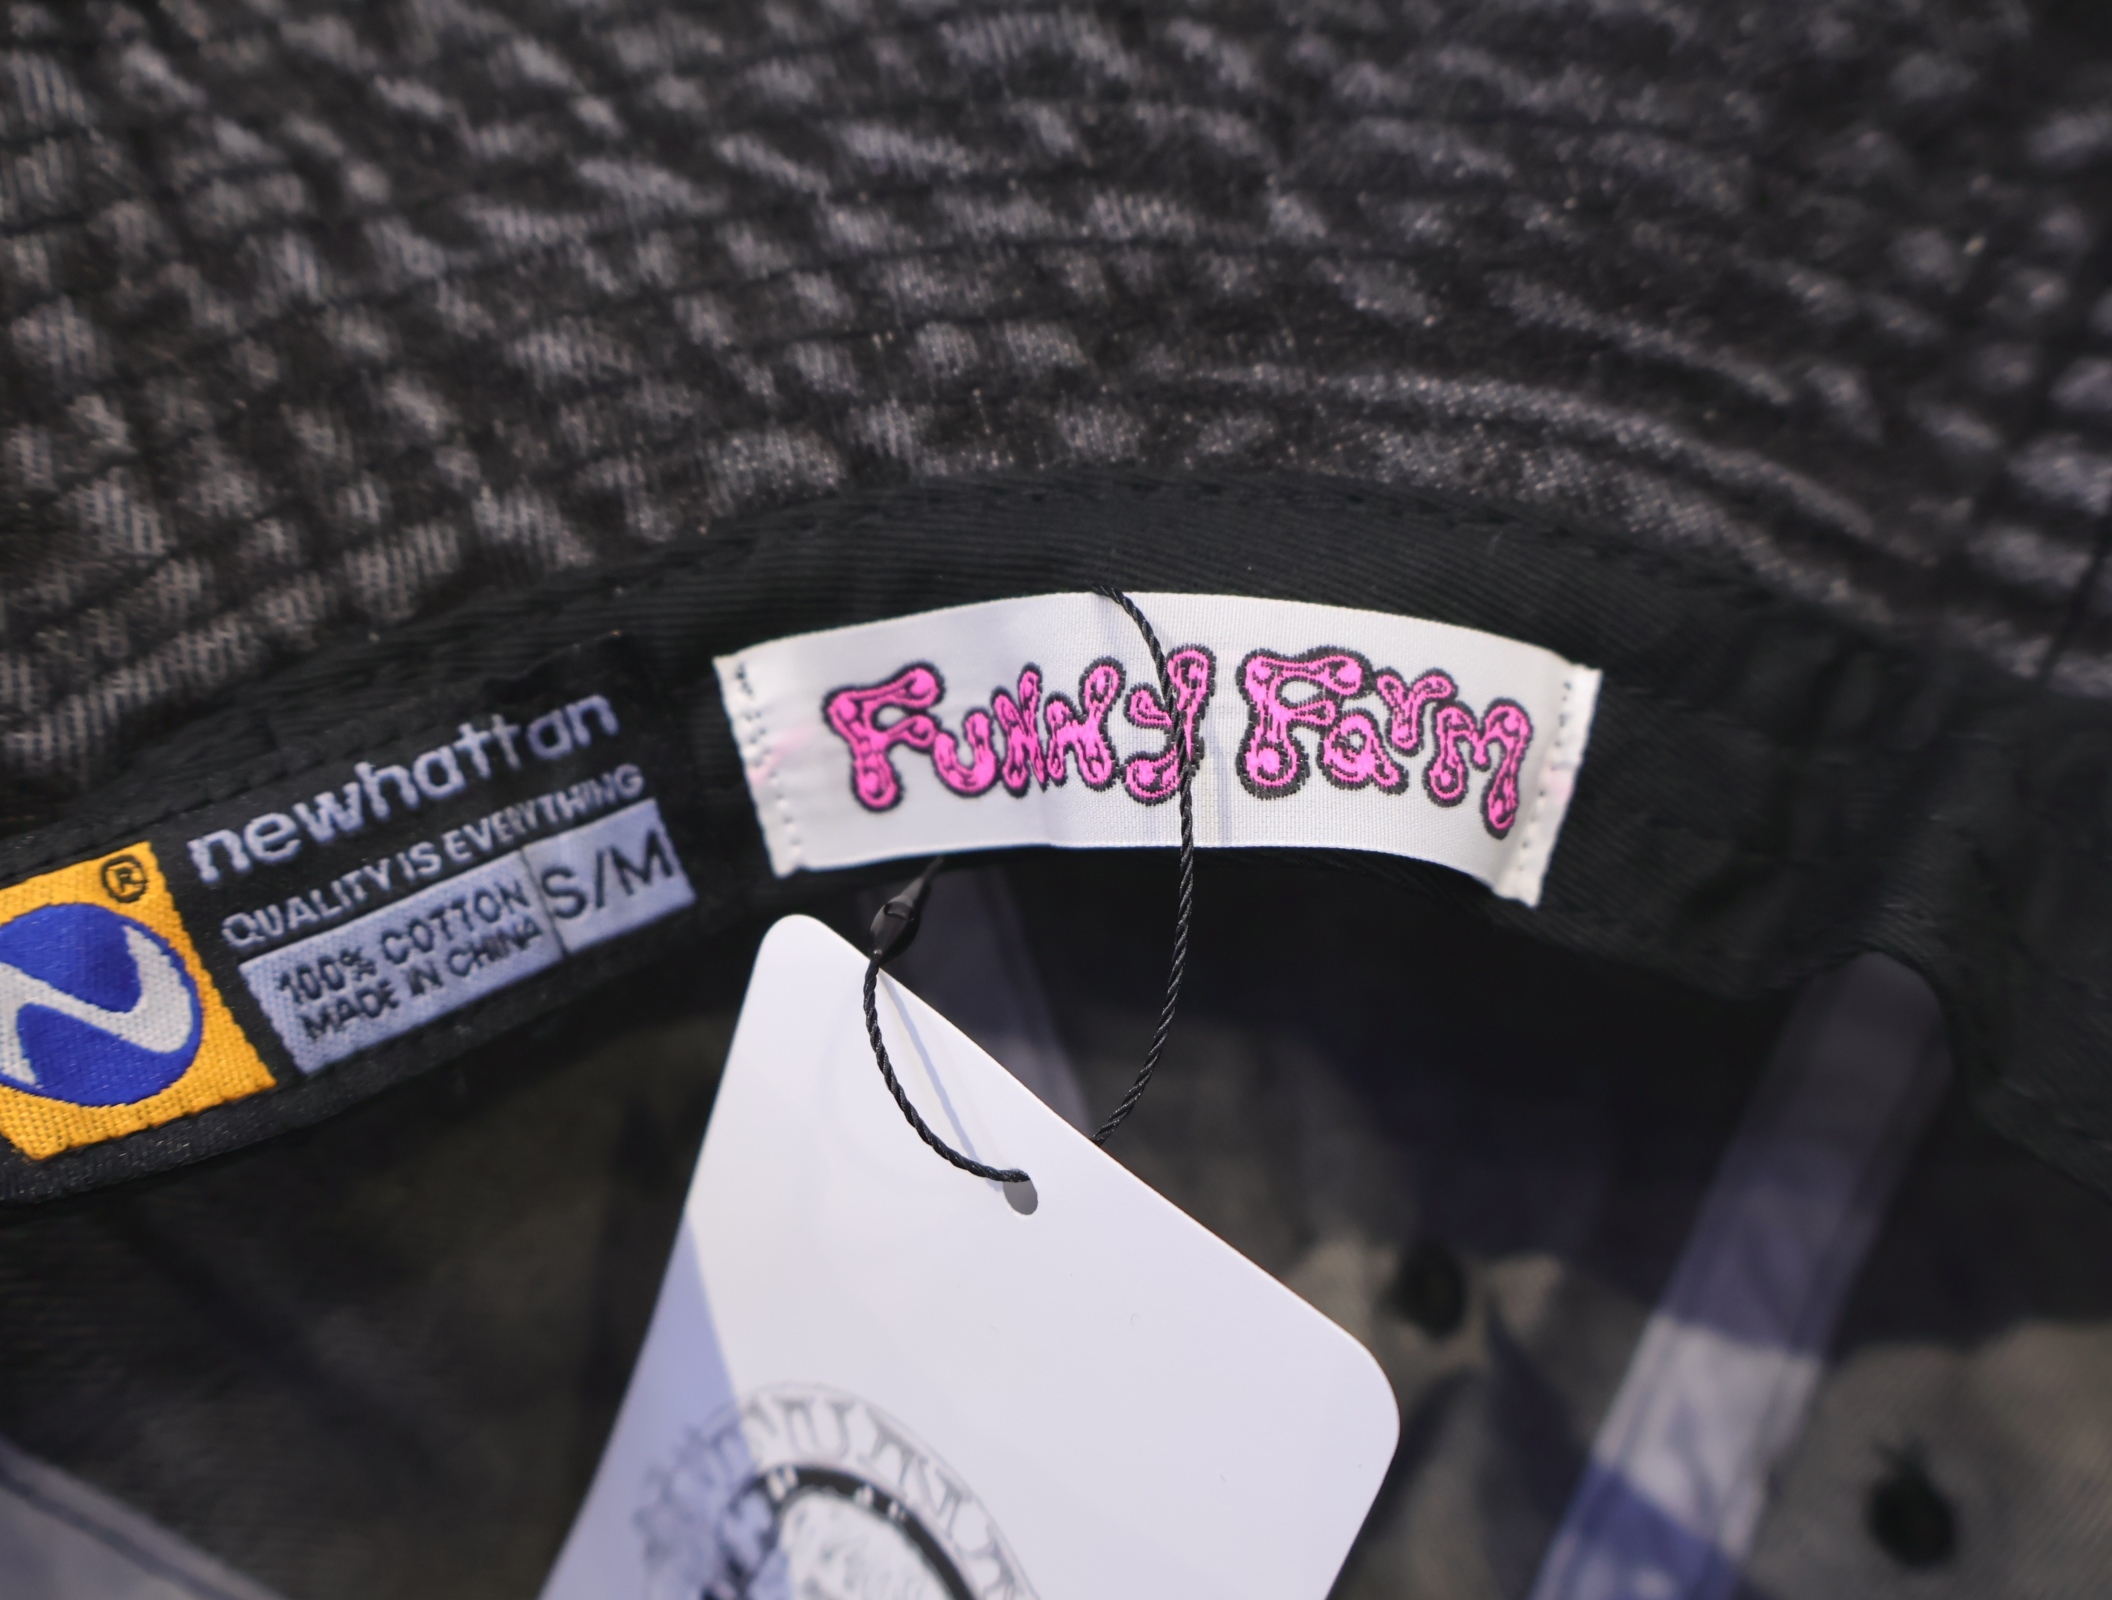 newhattan
®
QUALITY IS EVERYTHING
100% COTTON
MADE IN CHINA
S/M
Funny Farm